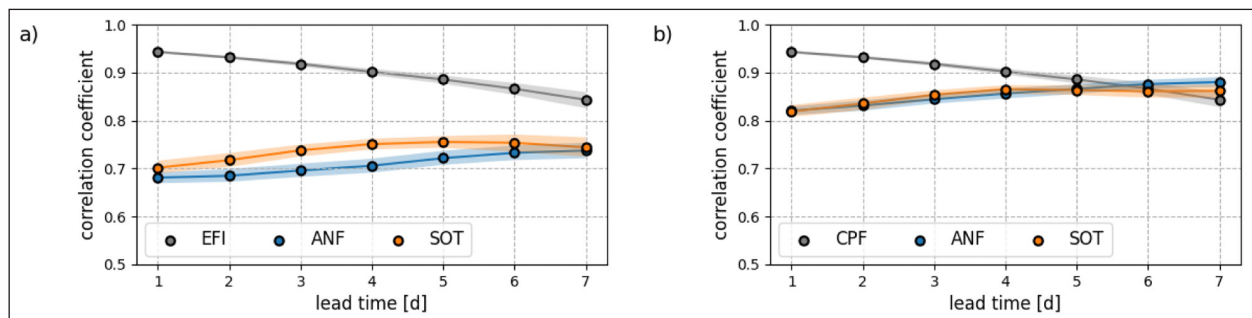 a)
correlation coefficient
1.0
0.9
0.8
0.7
0.6
0.5
EFI ANF SOT
1 2 3 4 5 6 7
lead time [d]
b)
correlation coefficient
1.0
0.9
0.8
0.7
0.6
0.5
CPF ANF SOT
1 2 3 4 5 6 7
lead time [d]